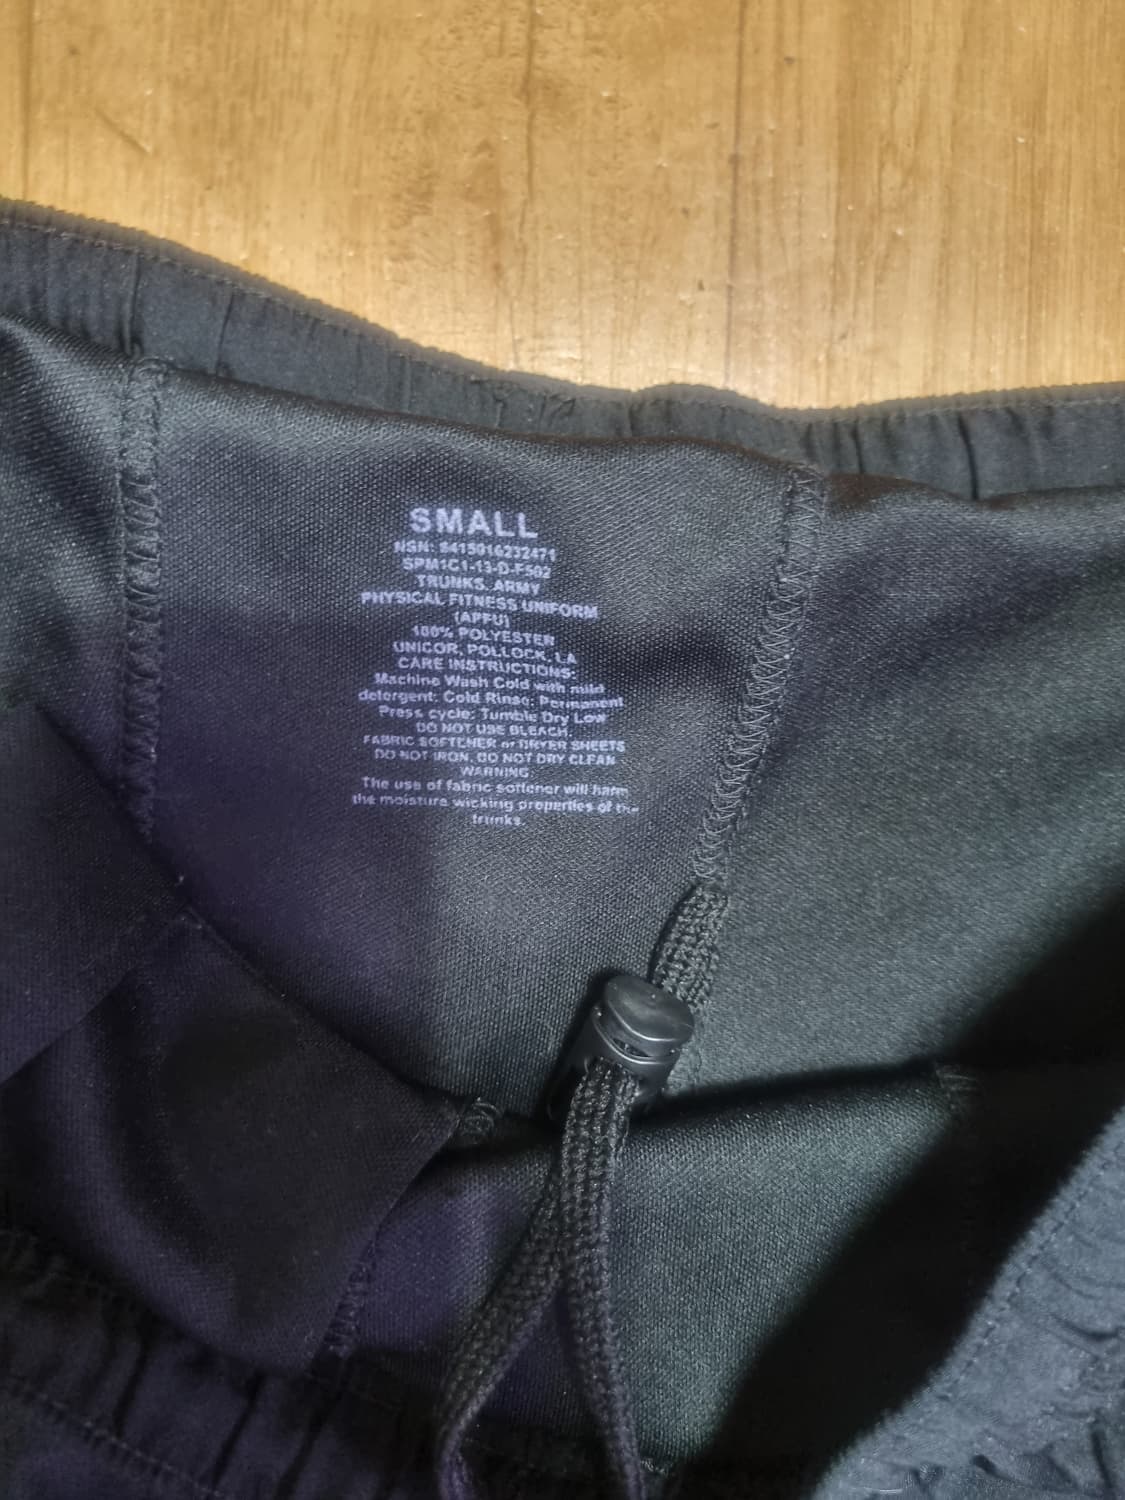 SMALL
NSN: 8415016232471
SPM1C1-13-D-F502
TRUNKS, ARMY
PHYSICAL FITNESS UNIFORM
(APFU)
100% POLYESTER
UNICOR, POLLOCK, LA
CARE INSTRUCTIONS:
Machine Wash Cold with mild
detergent: Cold Rinse: Permanent
Press cycle: Tumble Dry Low
DO NOT USE BLEACH,
FABRIC SOFTENER or DRYER SHEETS
DO NOT IRON, DO NOT DRY CLEAN
WARNING
The use of fabric softener will harm
the moisture wicking properties of the
trunks.